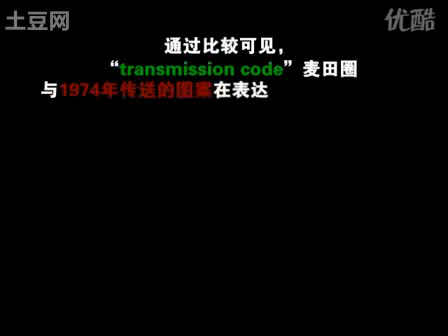 土豆网
优酷
通过比较可见，
“transmission code”麦田圈
与1974年传送的图案在表达